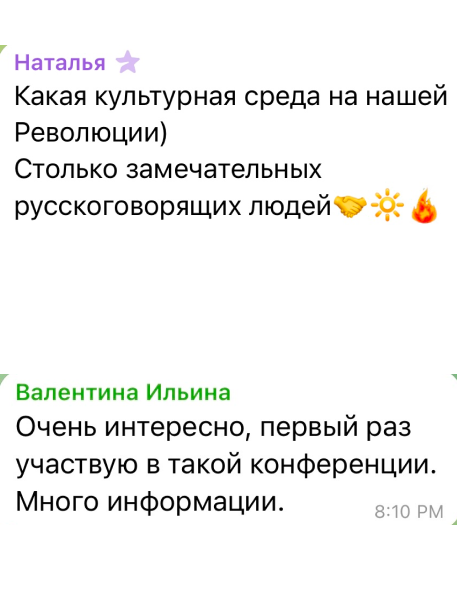 Наталья
Какая культурная среда на нашей
Революции)
Столько замечательных
русскоговорящих людей🤝🔆🔥
Валентина Ильина
Очень интересно, первый раз
участвую в такой конференции.
Много информации.
8:10 PM